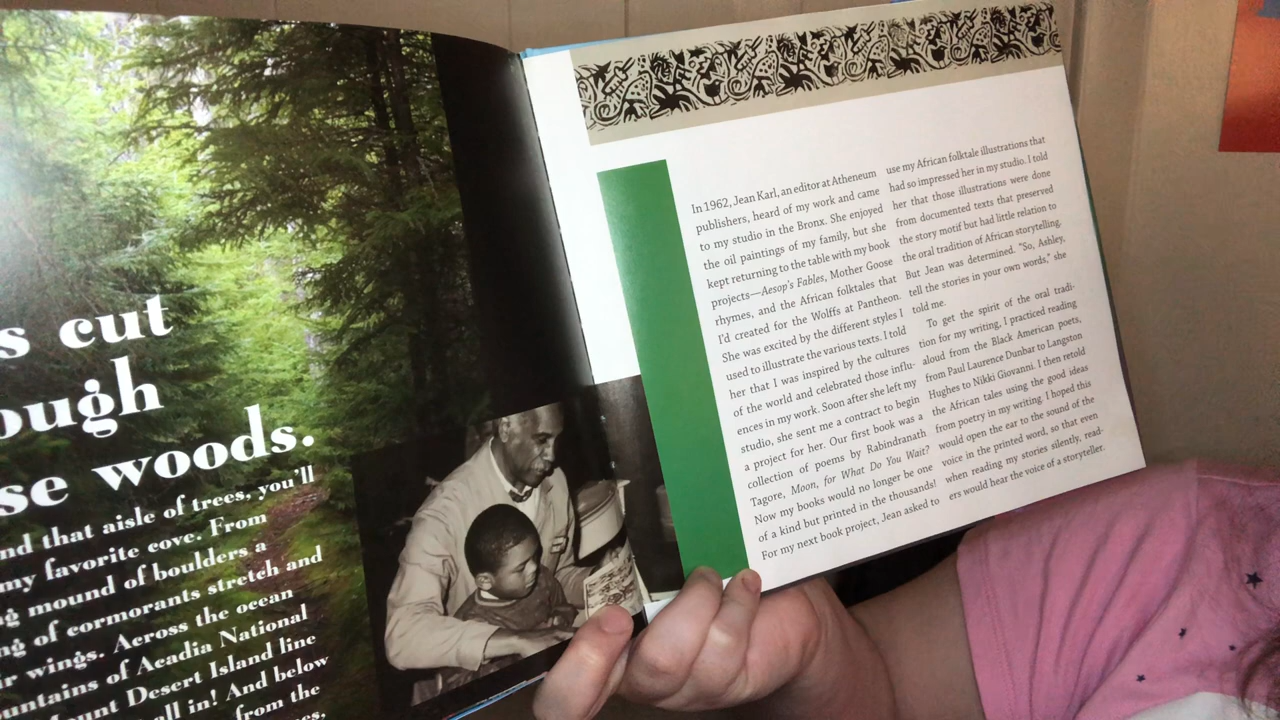 s cut
ough
se woods.
nd that aisle of trees, you'll
my favorite cove. From
g mound of boulders a
ng of cormorants stretch and
ir wings. Across the ocean
untains of Acadia National
ount Desert Island line
all in! And below
from the
In 1962, Jean Karl, an editor at Atheneum
publishers, heard of my work and came
to my studio in the Bronx. She enjoyed
the oil paintings of my family, but she
kept returning to the table with my book
projects—Aesop's Fables, Mother Goose
rhymes, and the African folktales that
I'd created for the Wolffs at Pantheon.
She was excited by the different styles I
used to illustrate the various texts. I told
her that I was inspired by the cultures
of the world and celebrated those influ-
ences in my work. Soon after she left my
studio, she sent me a contract to begin
a project for her. Our first book was a
collection of poems by Rabindranath
Tagore, Moon, for What Do You Wait?
Now my books would no longer be one
of a kind but printed in the thousands!
For my next book project, Jean asked to
use my African folktale illustrations that
had so impressed her in my studio. I told
her that those illustrations were done
from documented texts that preserved
the story motif but had little relation to
the oral tradition of African storytelling.
But Jean was determined. "So, Ashley,
tell the stories in your own words," she
told me.
To get the spirit of the oral tradi-
tion for my writing, I practiced reading
aloud from the Black American poets,
from Paul Laurence Dunbar to Langston
Hughes to Nikki Giovanni. I then retold
the African tales using the good ideas
from poetry in my writing. I hoped this
would open the ear to the sound of the
voice in the printed word, so that even
when reading my stories silently, read-
ers would hear the voice of a storyteller.